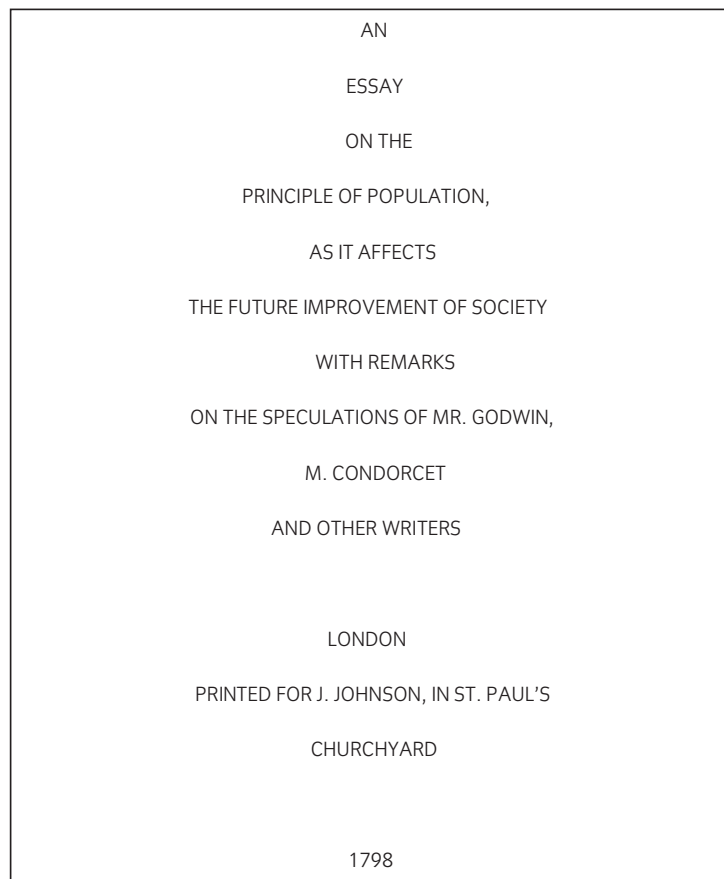 AN
ESSAY
ON THE
PRINCIPLE OF POPULATION,
AS IT AFFECTS
THE FUTURE IMPROVEMENT OF SOCIETY
WITH REMARKS
ON THE SPECULATIONS OF MR. GODWIN,
M. CONDORCET
AND OTHER WRITERS
LONDON
PRINTED FOR J. JOHNSON, IN ST. PAUL’S
CHURCHYARD
1798